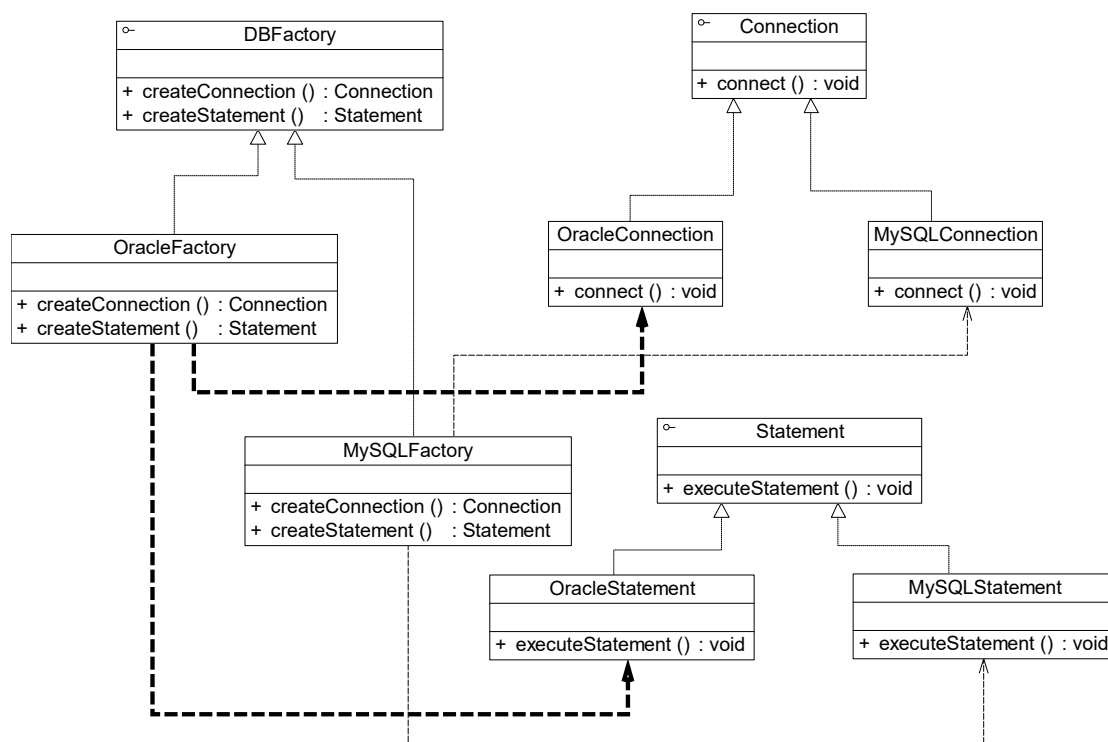 DBFactory
+ createConnection () : Connection
+ createStatement () : Statement
Connection
+ connect () : void
OracleFactory
+ createConnection () : Connection
+ createStatement () : Statement
OracleConnection
+ connect () : void
MySQLConnection
+ connect () : void
MySQLFactory
+ createConnection () : Connection
+ createStatement () : Statement
Statement
+ executeStatement () : void
OracleStatement
+ executeStatement () : void
MySQLStatement
+ executeStatement () : void